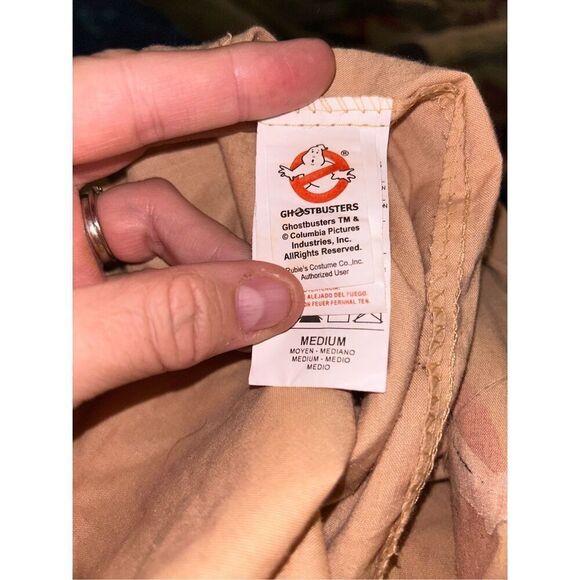 ®
GHOSTBUSTERS
Ghostbusters TM &
© Columbia Pictures
Industries, Inc.
AllRights Reserved.
Rubie's Costume Co.,Inc.
Authorized User
ALEJADO DEL FUEGO.
FEUER FERNHAL TEN.
MEDIUM
MOYEN - MEDIANO
MEDIUM - MEDIO
MEDIO